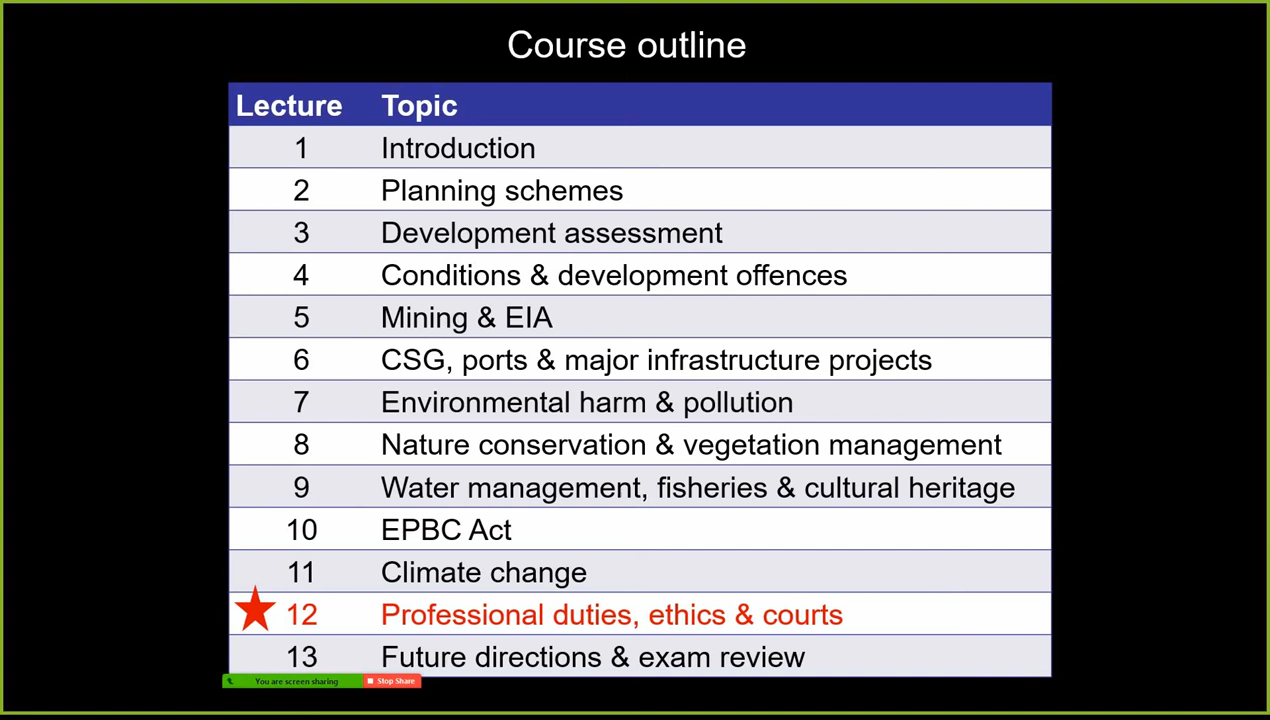 Course outline
Lecture Topic
1 Introduction
2 Planning schemes
3 Development assessment
4 Conditions & development offences
5 Mining & EIA
6 CSG, ports & major infrastructure projects
7 Environmental harm & pollution
8 Nature conservation & vegetation management
9 Water management, fisheries & cultural heritage
10 EPBC Act
11 Climate change
12 Professional duties, ethics & courts
13 Future directions & exam review
You are screen sharing Stop Share